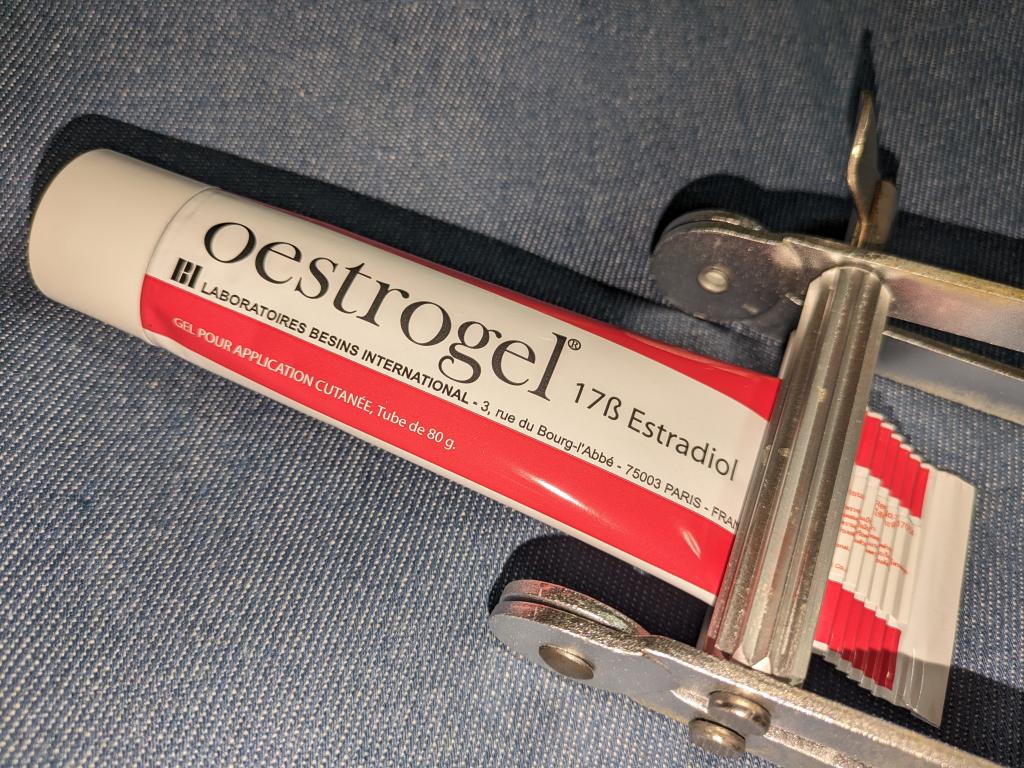 oestrogel®
17ß Estradiol
LABORATOIRES BESINS INTERNATIONAL - 3, rue du Bourg-l'Abbé - 75003 PARIS -
GEL POUR APPLICATION CUTANÉE, Tube de 80 g.